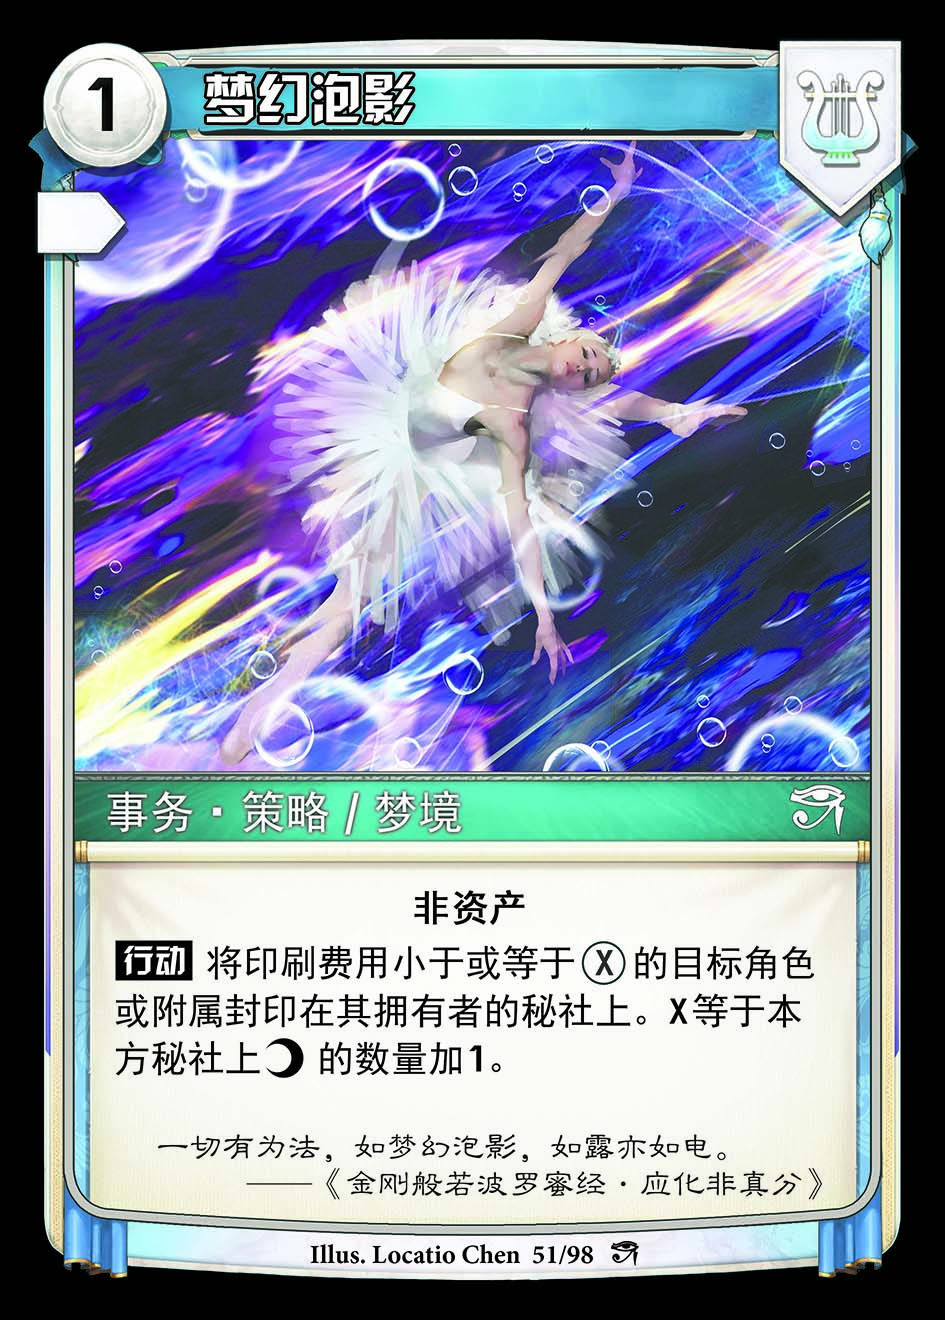 1
梦幻泡影
事务·策略 / 梦境
非资产
行动 将印刷费用小于或等于Ⓧ的目标角色
或附属封印在其拥有者的秘社上。X等于本
方秘社上☽的数量加1。
一切有为法，如梦幻泡影，如露亦如电。
——《金刚般若波罗蜜经·应化非真分》
Illus. Locatio Chen 51/98